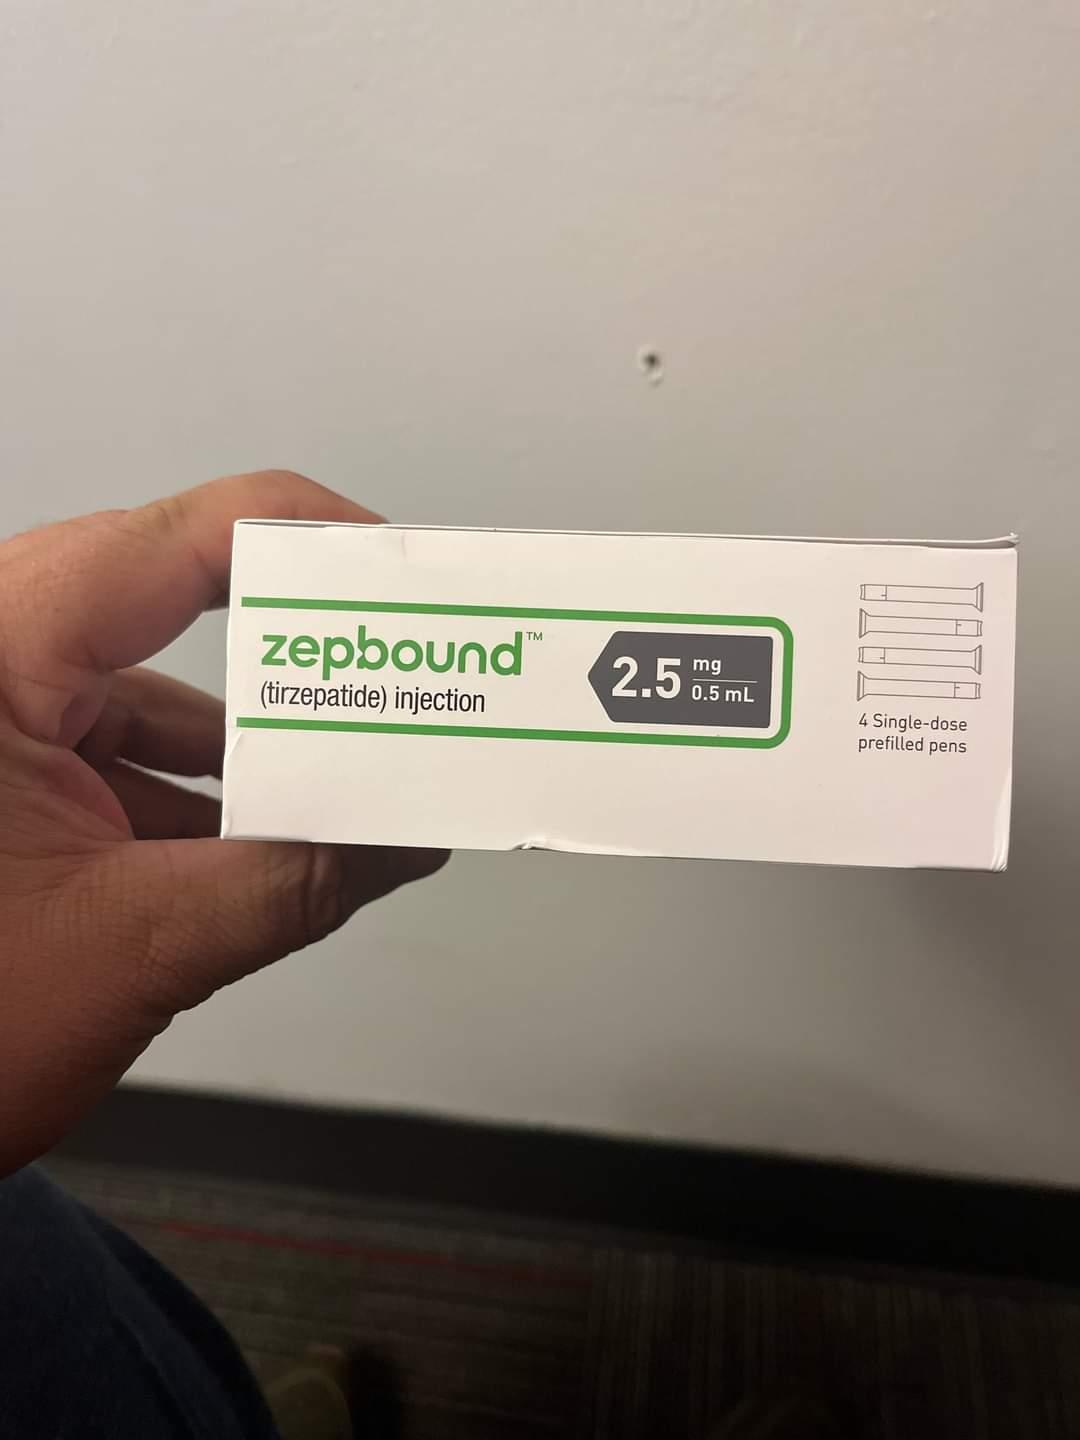 zepbound™
(tirzepatide) injection
2.5 mg
0.5 mL
4 Single-dose
prefilled pens